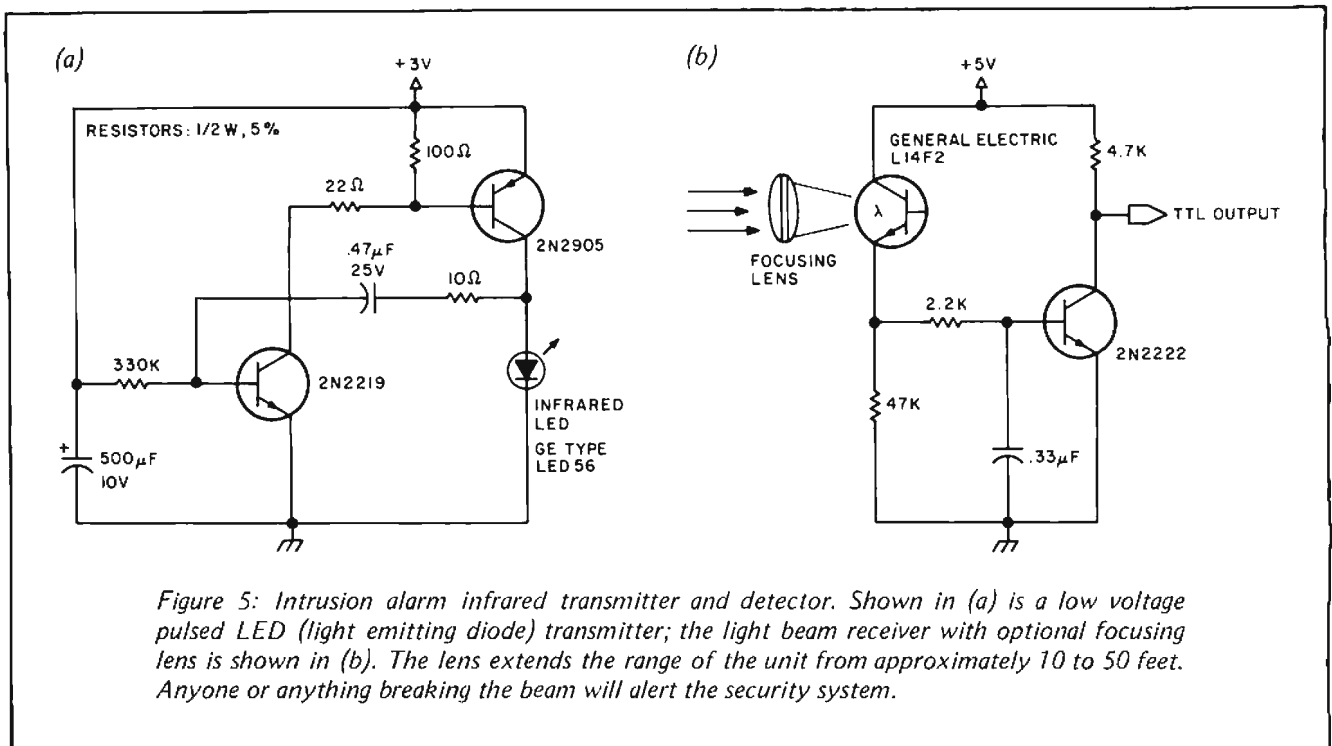 (a)
+3V
RESISTORS: 1/2 W, 5%
100Ω
22Ω
2N2905
.47µF
25V
10Ω
330K
2N2219
INFRARED
LED
GE TYPE
LED 56
+
500µF
10V
(b)
+5V
GENERAL ELECTRIC
L14F2
4.7K
λ
TTL OUTPUT
FOCUSING
LENS
2.2K
2N2222
47K
.33µF
Figure 5: Intrusion alarm infrared transmitter and detector. Shown in (a) is a low voltage
pulsed LED (light emitting diode) transmitter; the light beam receiver with optional focusing
lens is shown in (b). The lens extends the range of the unit from approximately 10 to 50 feet.
Anyone or anything breaking the beam will alert the security system.